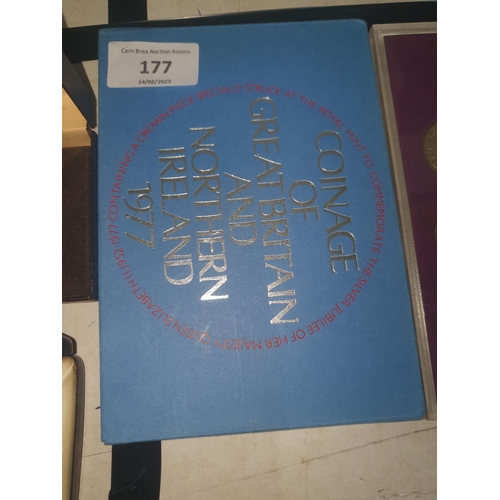 Carn Brea Auction Rooms
177
14/02/2023
COINAGE
OF
GREAT BRITAIN
AND
NORTHERN
IRELAND
1977
CONTAINING A CROWN PIECE SPECIALLY STRUCK AT THE ROYAL MINT TO COMMEMORATE THE SILVER JUBILEE OF HER MAJESTY QUEEN ELIZABETH II 1952-1977